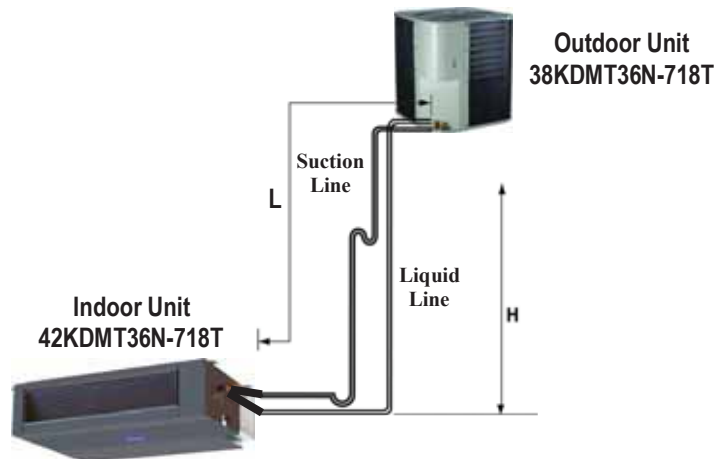 Outdoor Unit
38KDMT36N-718T
Suction
Line
L
Liquid
Line
H
Indoor Unit
42KDMT36N-718T